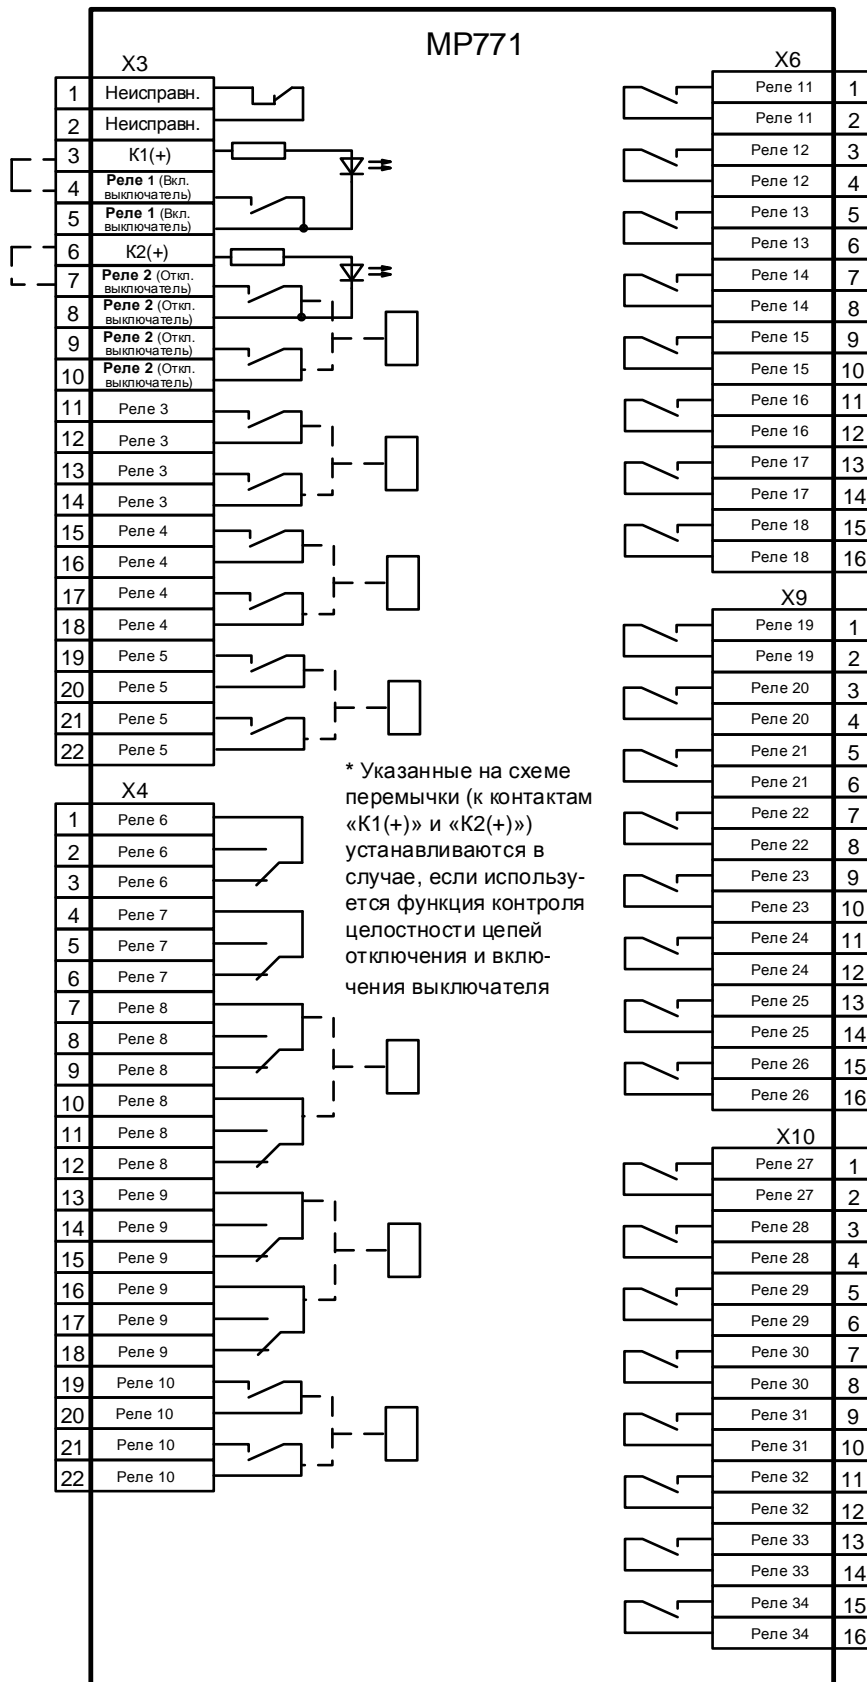 МР771
X3
1 Неисправн.
2 Неисправн.
3 К1(+)
4 Реле 1 (Вкл.
выключатель)
5 Реле 1 (Вкл.
выключатель)
6 К2(+)
7 Реле 2 (Откл.
выключатель)
8 Реле 2 (Откл.
выключатель)
9 Реле 2 (Откл.
выключатель)
10 Реле 2 (Откл.
выключатель)
11 Реле 3
12 Реле 3
13 Реле 3
14 Реле 3
15 Реле 4
16 Реле 4
17 Реле 4
18 Реле 4
19 Реле 5
20 Реле 5
21 Реле 5
22 Реле 5
X4
1 Реле 6
2 Реле 6
3 Реле 6
4 Реле 7
5 Реле 7
6 Реле 7
7 Реле 8
8 Реле 8
9 Реле 8
10 Реле 8
11 Реле 8
12 Реле 8
13 Реле 9
14 Реле 9
15 Реле 9
16 Реле 9
17 Реле 9
18 Реле 9
19 Реле 10
20 Реле 10
21 Реле 10
22 Реле 10
* Указанные на схеме
перемычки (к контактам
«К1(+)» и «К2(+)»)
устанавливаются в
случае, если использу-
ется функция контроля
целостности цепей
отключения и вклю-
чения выключателя
X6
Реле 11 1
Реле 11 2
Реле 12 3
Реле 12 4
Реле 13 5
Реле 13 6
Реле 14 7
Реле 14 8
Реле 15 9
Реле 15 10
Реле 16 11
Реле 16 12
Реле 17 13
Реле 17 14
Реле 18 15
Реле 18 16
X9
Реле 19 1
Реле 19 2
Реле 20 3
Реле 20 4
Реле 21 5
Реле 21 6
Реле 22 7
Реле 22 8
Реле 23 9
Реле 23 10
Реле 24 11
Реле 24 12
Реле 25 13
Реле 25 14
Реле 26 15
Реле 26 16
X10
Реле 27 1
Реле 27 2
Реле 28 3
Реле 28 4
Реле 29 5
Реле 29 6
Реле 30 7
Реле 30 8
Реле 31 9
Реле 31 10
Реле 32 11
Реле 32 12
Реле 33 13
Реле 33 14
Реле 34 15
Реле 34 16